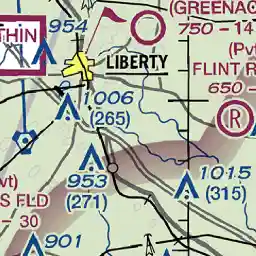 (GREENAC
THIN
954
750 - 14
(Pvt
LIBERTY
FLINT R
650 -
1006
(265)
R
vt)
953
(271)
1015
(315)
S FLD
- 30
901